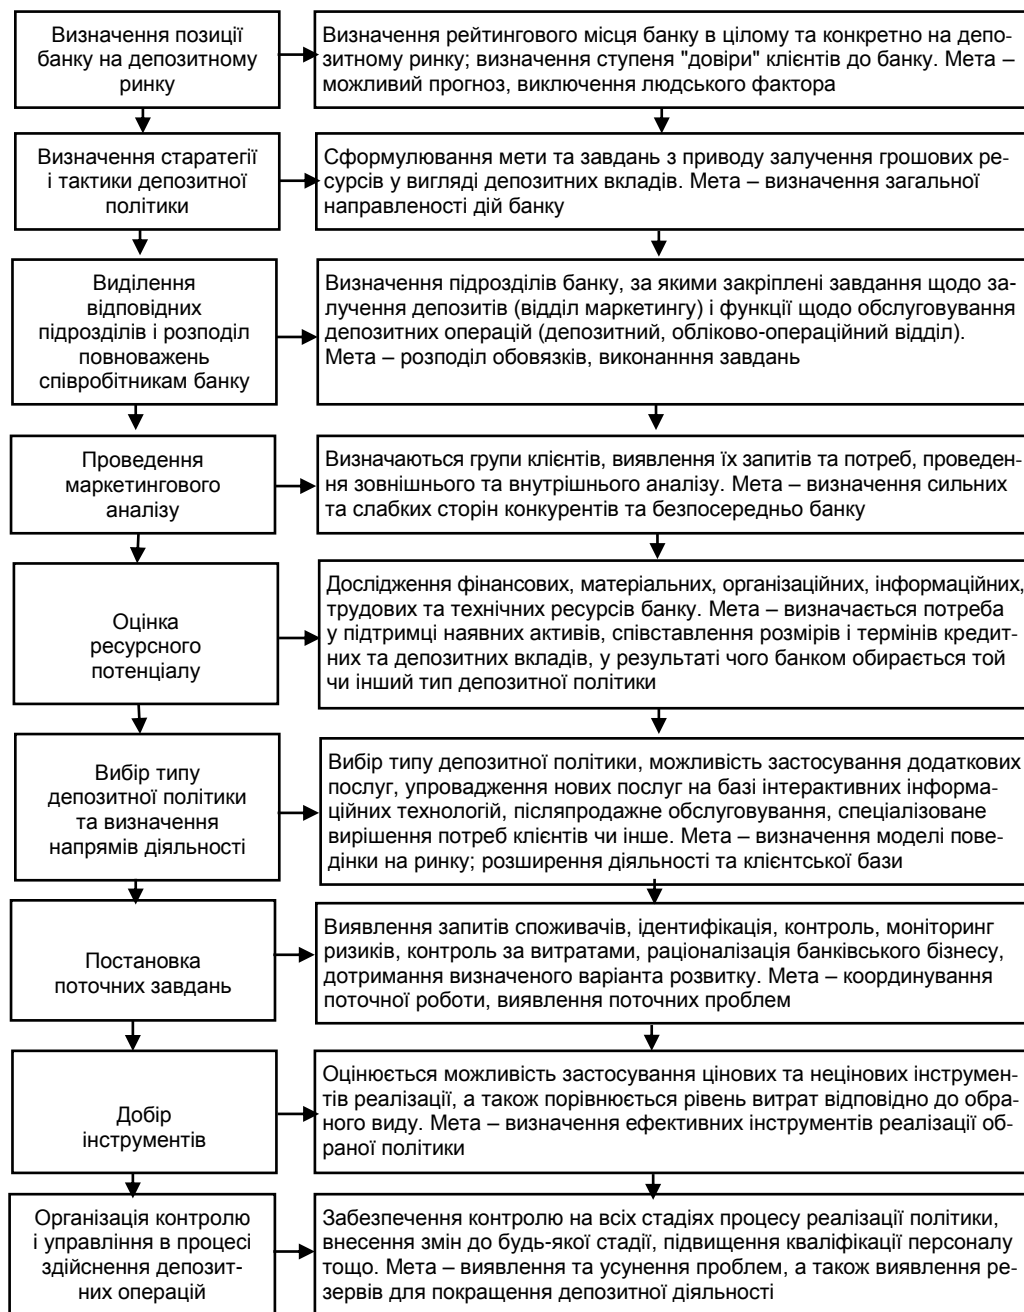 Визначення позиції
банку на депозитному
ринку
Визначення рейтингового місця банку в цілому та конкретно на депо-
зитному ринку; визначення ступеня "довіри" клієнтів до банку. Мета –
можливий прогноз, виключення людського фактора
Визначення старатегії
і тактики депозитної
політики
Сформулювання мети та завдань з приводу залучення грошових ре-
сурсів у вигляді депозитних вкладів. Мета – визначення загальної
направленості дій банку
Виділення
відповідних
підрозділів і розподіл
повноважень
співробітникам банку
Визначення підрозділів банку, за якими закріплені завдання щодо за-
лучення депозитів (відділ маркетингу) і функції щодо обслуговування
депозитних операцій (депозитний, обліково-операційний відділ).
Мета – розподіл обовязків, виконанння завдань
Проведення
маркетингового
аналізу
Визначаються групи клієнтів, виявлення їх запитів та потреб, проведен-
ня зовнішнього та внутрішнього аналізу. Мета – визначення сильних
та слабких сторін конкурентів та безпосередньо банку
Оцінка
ресурсного
потенціалу
Дослідження фінансових, матеріальних, організаційних, інформаційних,
трудових та технічних ресурсів банку. Мета – визначається потреба
у підтримці наявних активів, співставлення розмірів і термінів кредит-
них та депозитних вкладів, у результаті чого банком обирається той
чи інший тип депозитної політики
Вибір типу
депозитної політики
та визначення
напрямів діяльності
Вибір типу депозитної політики, можливість застосування додаткових
послуг, упровадження нових послуг на базі інтерактивних інформа-
ційних технологій, післяпродажне обслуговування, спеціалізоване
вирішення потреб клієнтів чи інше. Мета – визначення моделі пове-
дінки на ринку; розширення діяльності та клієнтської бази
Постановка
поточних завдань
Виявлення запитів споживачів, ідентифікація, контроль, моніторинг
ризиків, контроль за витратами, раціоналізація банківського бізнесу,
дотримання визначеного варіанта розвитку. Мета – координування
поточної роботи, виявлення поточних проблем
Добір
інструментів
Оцінюється можливість застосування цінових та нецінових інструмен-
тів реалізації, а також порівнюється рівень витрат відповідно до обра-
ного виду. Мета – визначення ефективних інструментів реалізації об-
раної політики
Організація контролю
і управління в процесі
здійснення депозит-
них операцій
Забезпечення контролю на всіх стадіях процесу реалізації політики,
внесення змін до будь-якої стадії, підвищення кваліфікації персоналу
тощо. Мета – виявлення та усунення проблем, а також виявлення ре-
зервів для покращення депозитної діяльності